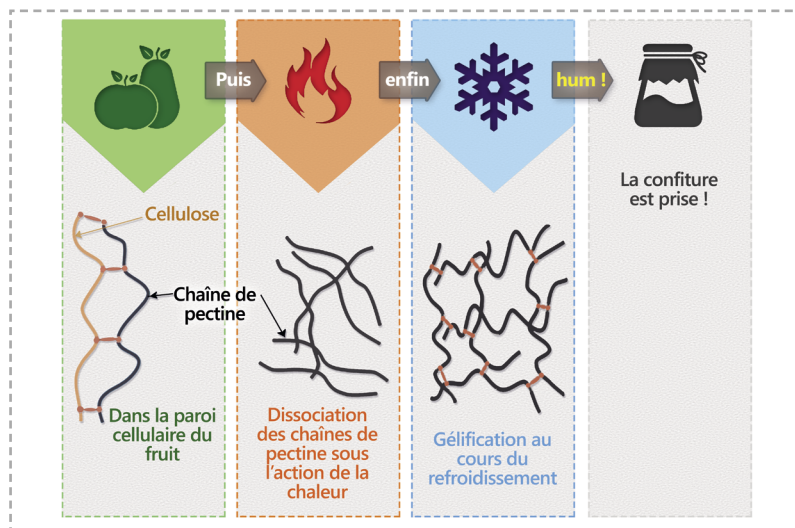 Puis
enfin
hum !
La confiture
est prise !
Cellulose
Chaîne de
pectine
Dans la paroi
cellulaire du
fruit
Dissociation
des chaînes de
pectine sous
l'action de la
chaleur
Gélification au
cours du
refroidissement